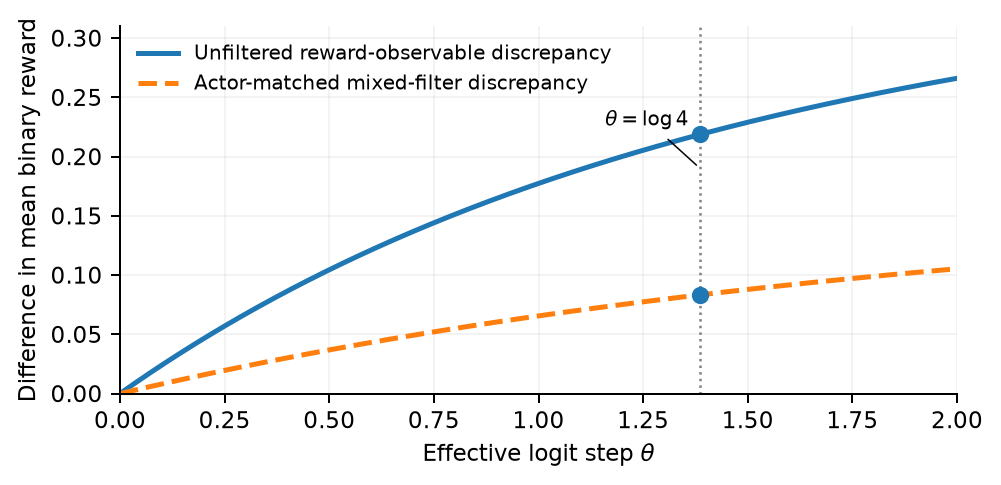 Difference in mean binary reward
0.30
0.25
0.20
0.15
0.10
0.05
0.00
Unfiltered reward-observable discrepancy
Actor-matched mixed-filter discrepancy
θ = log 4
0.00 0.25 0.50 0.75 1.00 1.25 1.50 1.75 2.00
Effective logit step θ